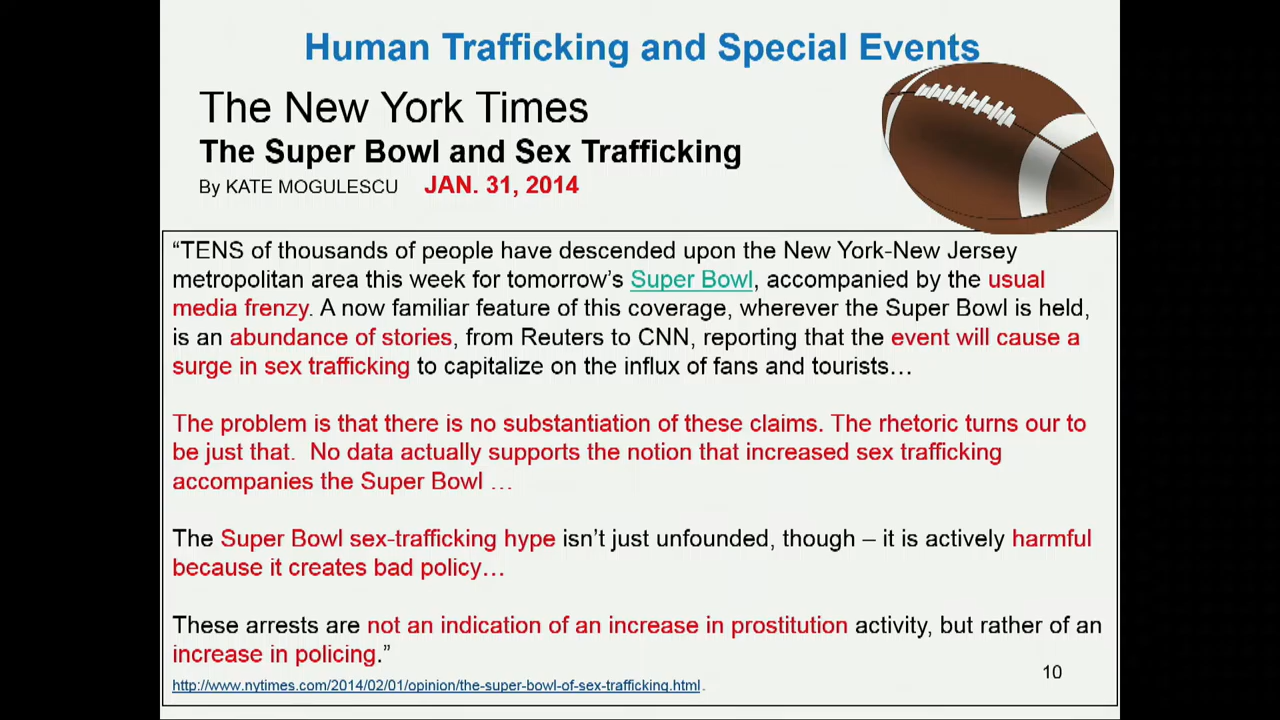 Human Trafficking and Special Events
The New York Times
The Super Bowl and Sex Trafficking
By KATE MOGULESCU JAN. 31, 2014
“TENS of thousands of people have descended upon the New York-New Jersey
metropolitan area this week for tomorrow’s Super Bowl, accompanied by the usual
media frenzy. A now familiar feature of this coverage, wherever the Super Bowl is held,
is an abundance of stories, from Reuters to CNN, reporting that the event will cause a
surge in sex trafficking to capitalize on the influx of fans and tourists…
The problem is that there is no substantiation of these claims. The rhetoric turns our to
be just that. No data actually supports the notion that increased sex trafficking
accompanies the Super Bowl …
The Super Bowl sex-trafficking hype isn’t just unfounded, though – it is actively harmful
because it creates bad policy…
These arrests are not an indication of an increase in prostitution activity, but rather of an
increase in policing.”
http://www.nytimes.com/2014/02/01/opinion/the-super-bowl-of-sex-trafficking.html.
10